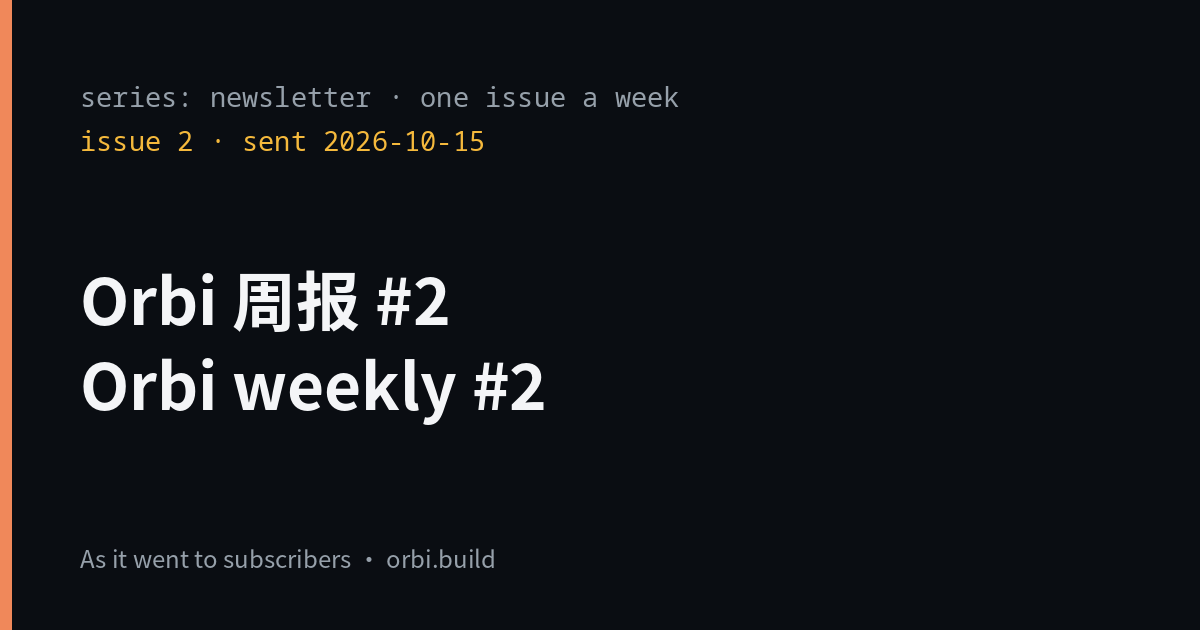 series: newsletter · one issue a week
issue 2 · sent 2026-10-15
Orbi 周报 #2
Orbi weekly #2
As it went to subscribers • orbi.build